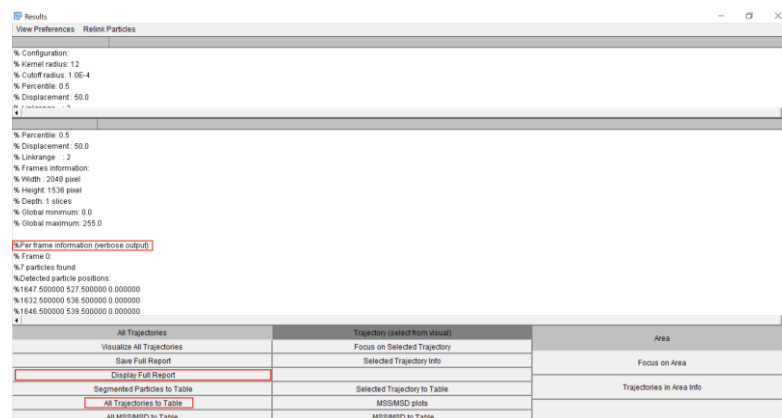 Results
View Preferences Relink Particles
% Configuration:
% Kernel radius: 12
% Cutoff radius: 1.0E-4
% Percentile: 0.5
% Displacement: 50.0
% Percentile: 0.5
% Displacement: 50.0
% Linkrange : 2
% Frames information:
% Width : 2048 pixel
% Height: 1536 pixel
% Depth: 1 slices
% Global minimum: 0.0
% Global maximum: 255.0
%Per frame information (verbose output):
% Frame 0:
%7 particles found
%Detected particle positions:
%1647.500000 527.500000 0.000000
%1632.500000 536.500000 0.000000
%1646.500000 539.500000 0.000000
All Trajectories Trajectory (select from visual) Area
Visualize All Trajectories Focus on Selected Trajectory
Save Full Report Selected Trajectory Info Focus on Area
Display Full Report
Segmented Particles to Table Selected Trajectory to Table Trajectories in Area Info
All Trajectories to Table MSS/MSD plots
All MSS/MSD to Table MSS/MSD to Table